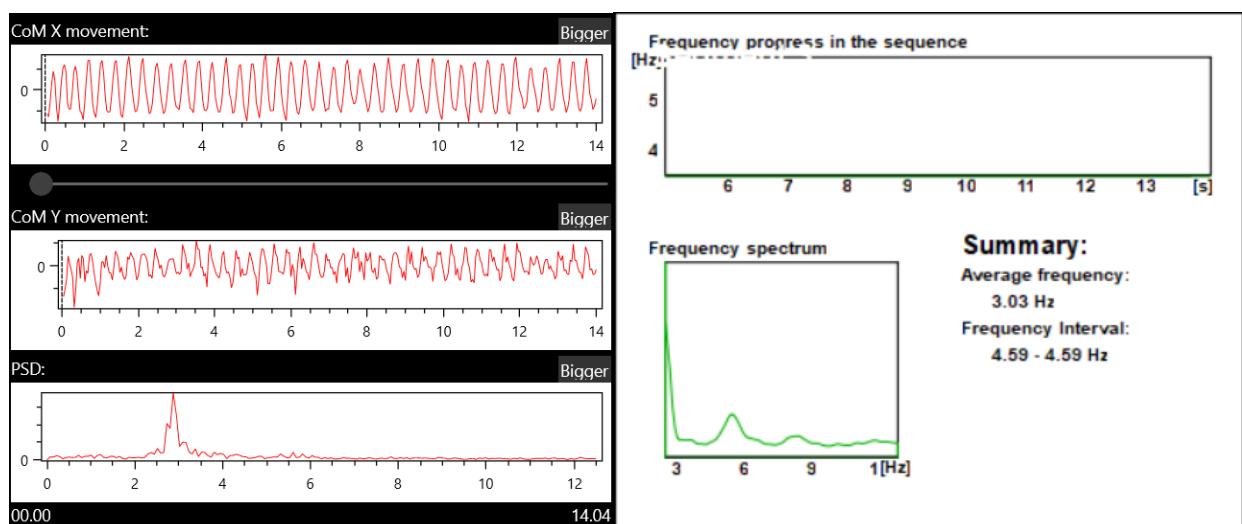 CoM X movement:
Bigger
0
0 2 4 6 8 10 12 14
CoM Y movement:
Bigger
0
0 2 4 6 8 10 12 14
PSD:
Bigger
0
0 2 4 6 8 10 12
00.00 14.04
Frequency progress in the sequence
[Hz]
5
4
6 7 8 9 10 11 12 13 [s]
Frequency spectrum
3 6 9 1[Hz]
Summary:
Average frequency:
3.03 Hz
Frequency Interval:
4.59 - 4.59 Hz